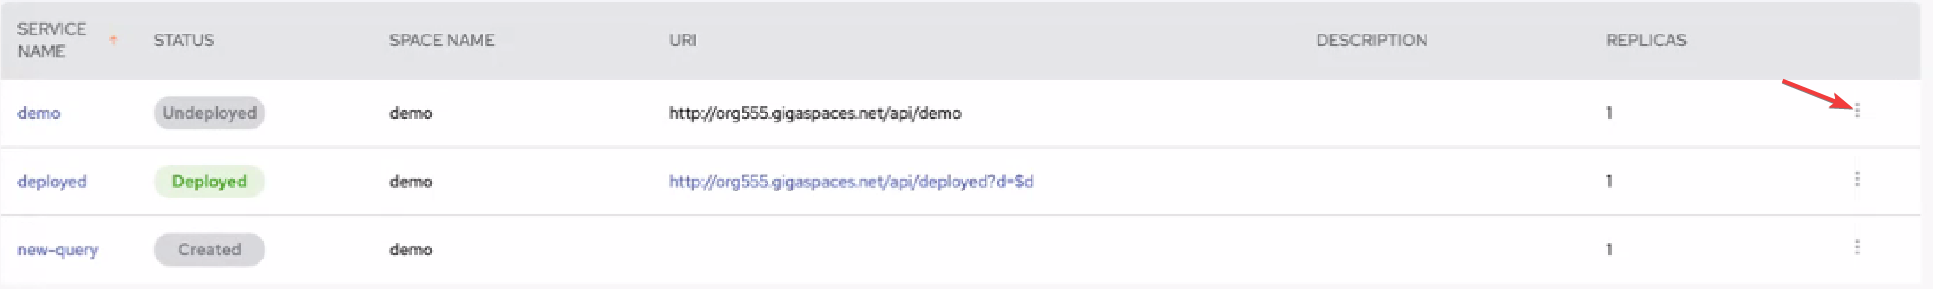 SERVICE NAME STATUS SPACE NAME URI DESCRIPTION REPLICAS
demo Undeployed demo http://org555.gigaspaces.net/api/demo 1
deployed Deployed demo http://org555.gigaspaces.net/api/deployed?d=$d 1
new-query Created demo 1